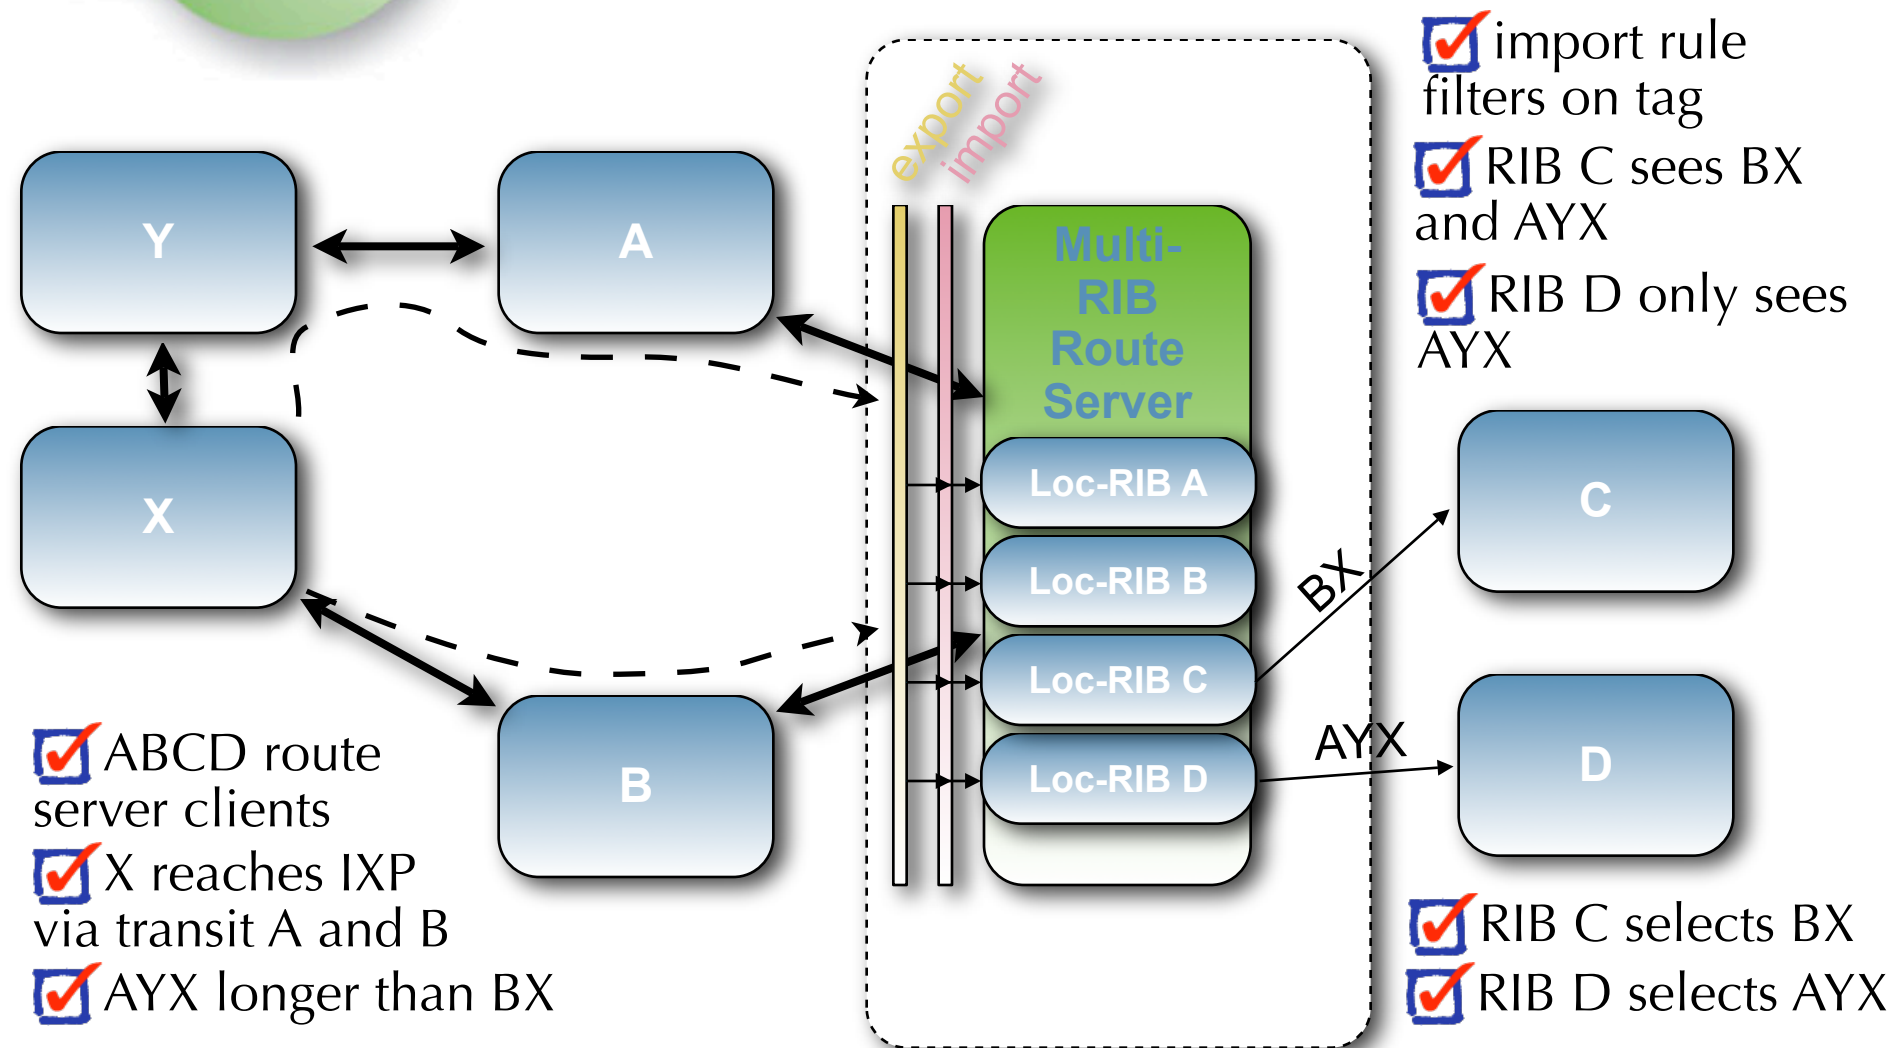 export
import
import rule
filters on tag
RIB C sees BX
and AYX
RIB D only sees
AYX
Y
A
Multi-
RIB
Route
Server
X
Loc-RIB A
Loc-RIB B
Loc-RIB C
Loc-RIB D
BX
C
AYX
D
B
ABCD route
server clients
X reaches IXP
via transit A and B
AYX longer than BX
RIB C selects BX
RIB D selects AYX